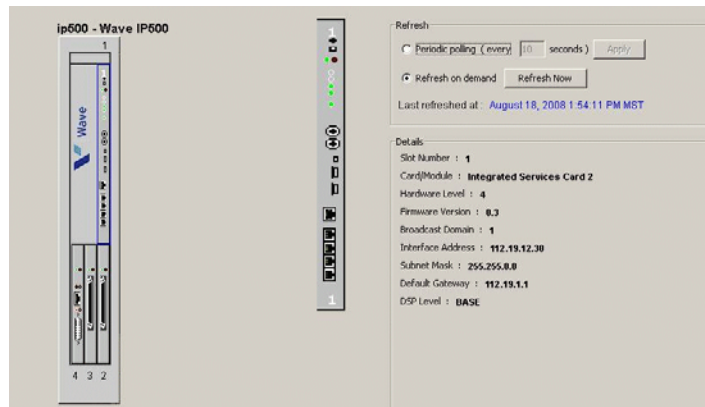 ip500 - Wave IP500
1
Wave
4 3 2
1
1
Refresh
Periodic polling ( every 10 seconds ) Apply
Refresh on demand Refresh Now
Last refreshed at : August 18, 2008 1:54:11 PM MST
Details
Slot Number : 1
Card/Module : Integrated Services Card 2
Hardware Level : 4
Firmware Version : 0.3
Broadcast Domain : 1
Interface Address : 112.19.12.30
Subnet Mask : 255.255.0.0
Default Gateway : 112.19.1.1
DSP Level : BASE